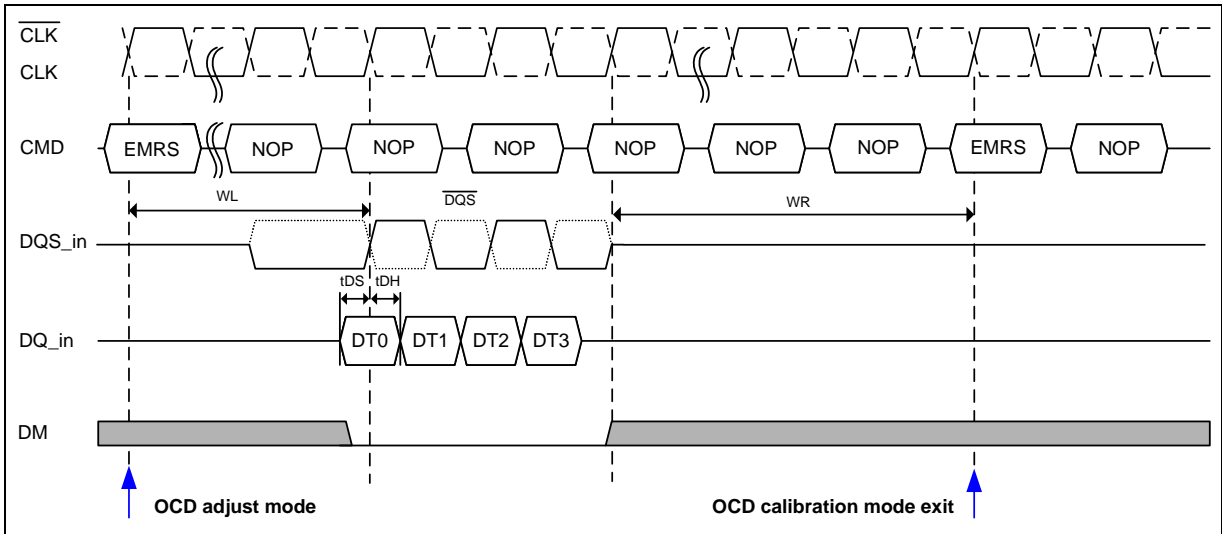 CLK
CLK
CMD EMRS NOP NOP NOP NOP NOP NOP EMRS NOP
WL DQS WR
DQS_in
tDS tDH
DQ_in DT0 DT1 DT2 DT3
DM
OCD adjust mode OCD calibration mode exit